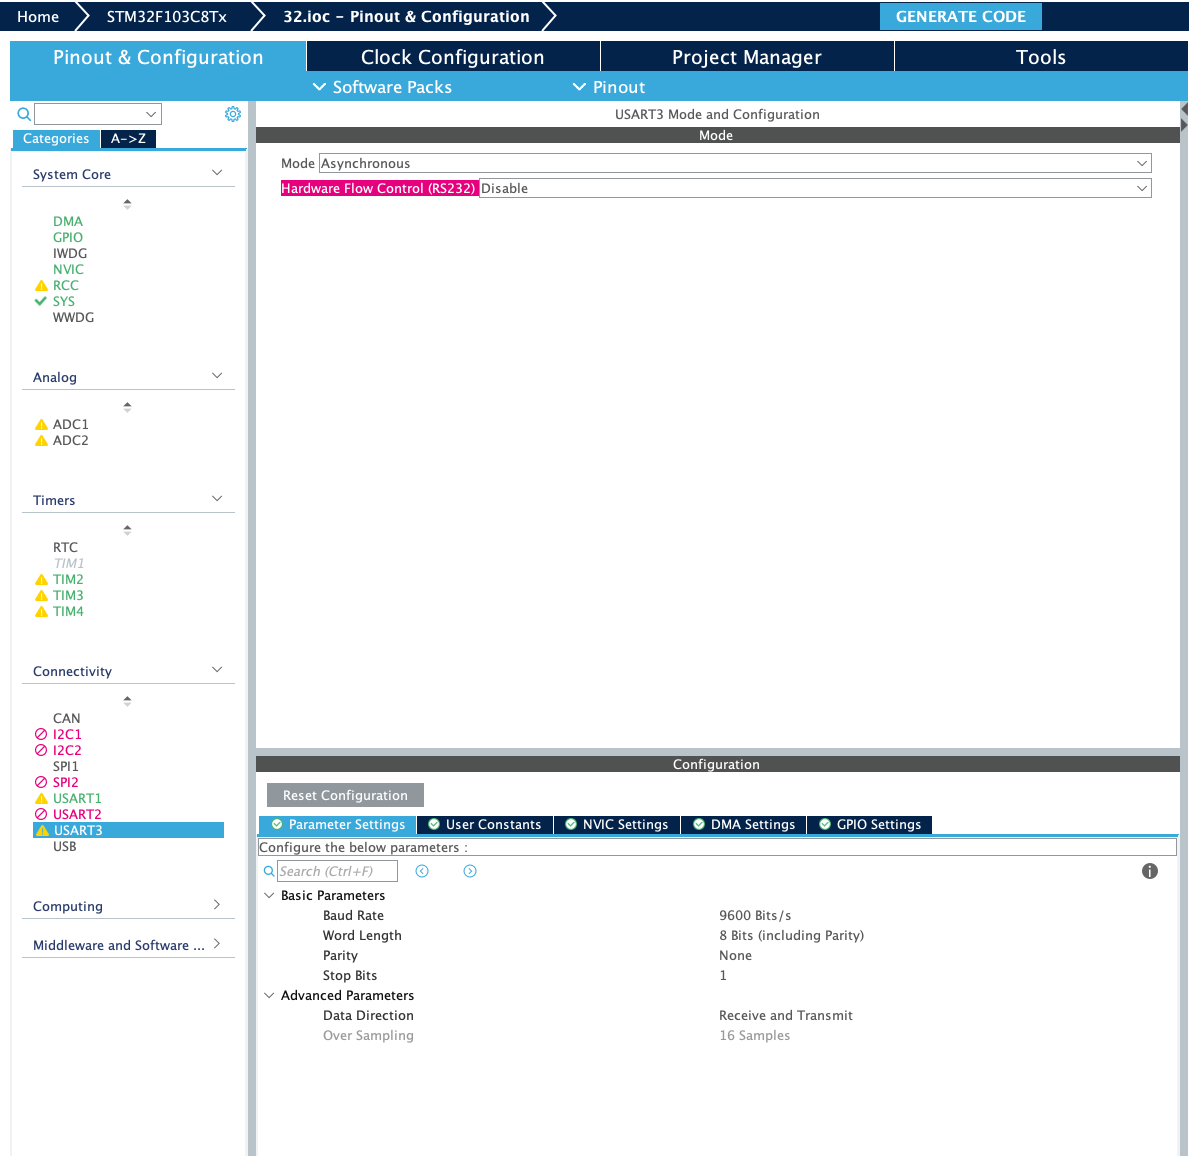 Home
STM32F103C8Tx
32.ioc - Pinout & Configuration
GENERATE CODE
Pinout & Configuration
Clock Configuration
Project Manager
Tools
Software Packs
Pinout
Categories
A->Z
System Core
DMA
GPIO
IWDG
NVIC
RCC
SYS
WWDG
Analog
ADC1
ADC2
Timers
RTC
TIM1
TIM2
TIM3
TIM4
Connectivity
CAN
I2C1
I2C2
SPI1
SPI2
USART1
USART2
USART3
USB
Computing
Middleware and Software ...
USART3 Mode and Configuration
Mode
Mode Asynchronous
Hardware Flow Control (RS232) Disable
Configuration
Reset Configuration
Parameter Settings
User Constants
NVIC Settings
DMA Settings
GPIO Settings
Configure the below parameters :
Search (Ctrl+F)
Basic Parameters
Baud Rate 9600 Bits/s
Word Length 8 Bits (including Parity)
Parity None
Stop Bits 1
Advanced Parameters
Data Direction Receive and Transmit
Over Sampling 16 Samples